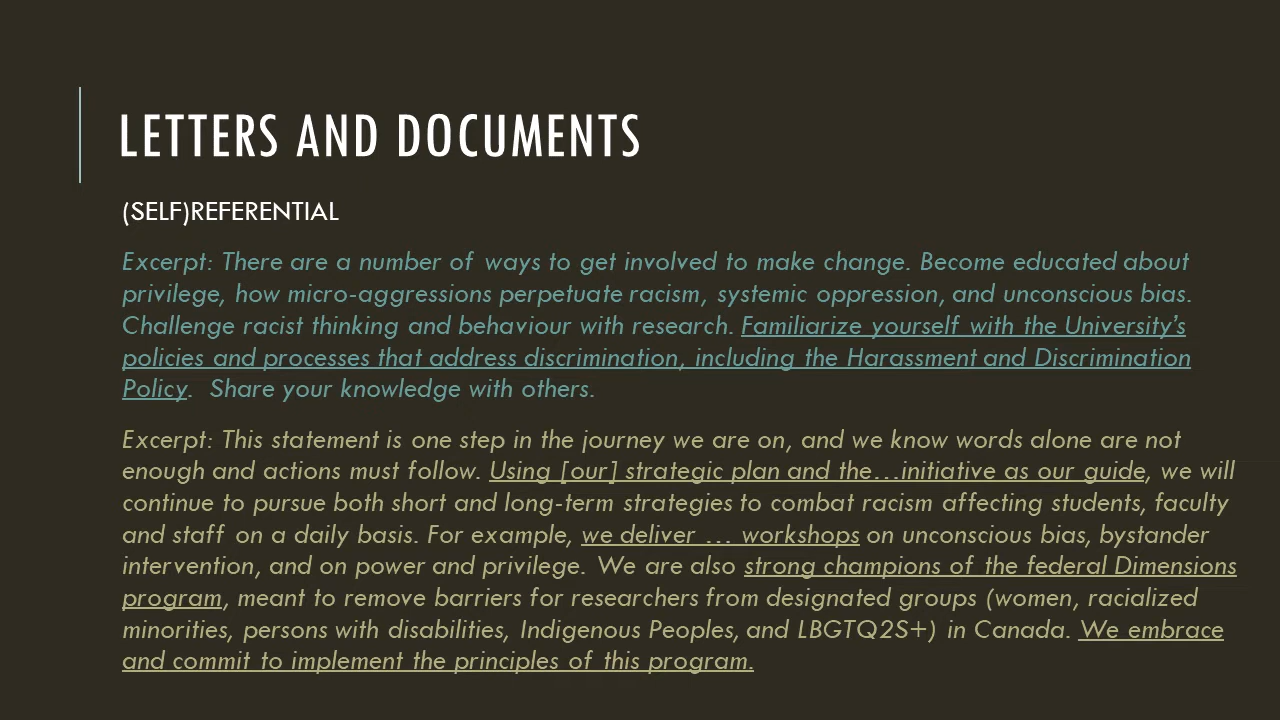 LETTERS AND DOCUMENTS
(SELF)REFERENTIAL
Excerpt: There are a number of ways to get involved to make change. Become educated about
privilege, how micro-aggressions perpetuate racism, systemic oppression, and unconscious bias.
Challenge racist thinking and behaviour with research. Familiarize yourself with the University's
policies and processes that address discrimination, including the Harassment and Discrimination
Policy.  Share your knowledge with others.
Excerpt: This statement is one step in the journey we are on, and we know words alone are not
enough and actions must follow. Using [our] strategic plan and the…initiative as our guide, we will
continue to pursue both short and long-term strategies to combat racism affecting students, faculty
and staff on a daily basis. For example, we deliver … workshops on unconscious bias, bystander
intervention, and on power and privilege. We are also strong champions of the federal Dimensions
program, meant to remove barriers for researchers from designated groups (women, racialized
minorities, persons with disabilities, Indigenous Peoples, and LBGTQ2S+) in Canada. We embrace
and commit to implement the principles of this program.